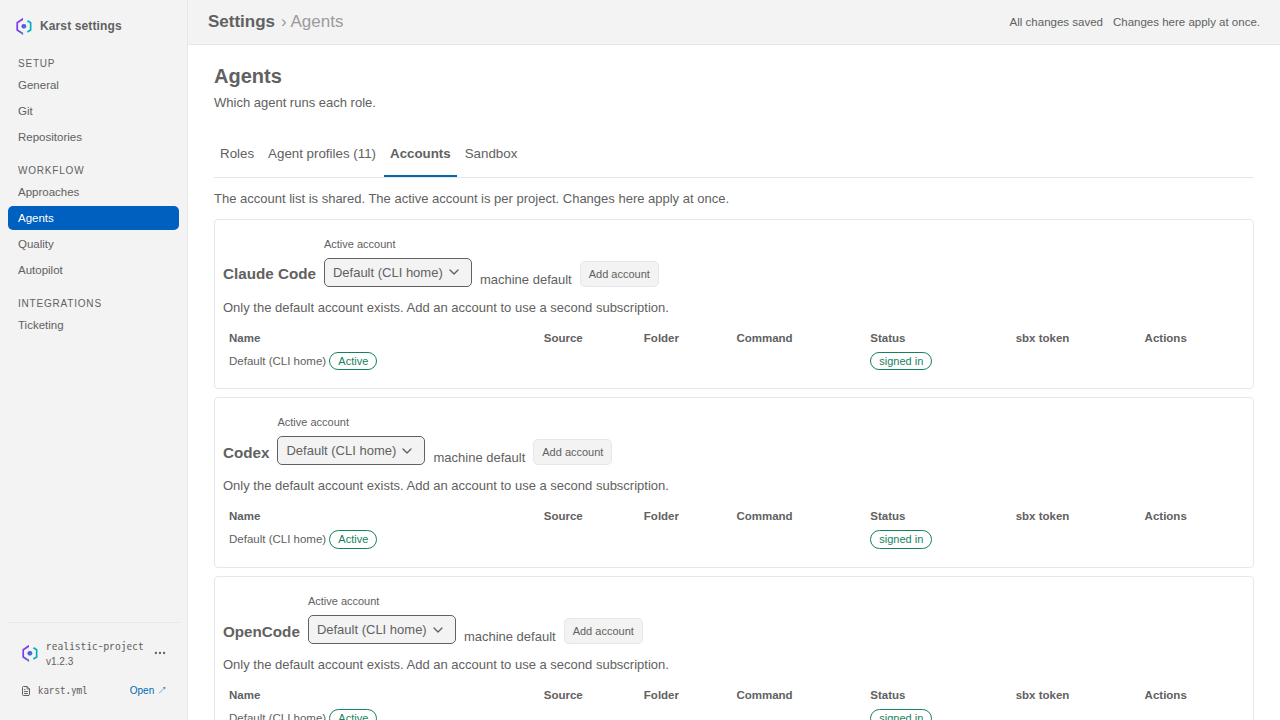 Karst settings
Settings › Agents
All changes saved Changes here apply at once.
SETUP
General
Git
Repositories
WORKFLOW
Approaches
Agents
Quality
Autopilot
INTEGRATIONS
Ticketing
realistic-project
v1.2.3
karst.yml Open ↗
Agents
Which agent runs each role.
Roles Agent profiles (11) Accounts Sandbox
The account list is shared. The active account is per project. Changes here apply at once.
Active account
Claude Code Default (CLI home) machine default Add account
Only the default account exists. Add an account to use a second subscription.
Name Source Folder Command Status sbx token Actions
Default (CLI home) Active signed in
Active account
Codex Default (CLI home) machine default Add account
Only the default account exists. Add an account to use a second subscription.
Name Source Folder Command Status sbx token Actions
Default (CLI home) Active signed in
Active account
OpenCode Default (CLI home) machine default Add account
Only the default account exists. Add an account to use a second subscription.
Name Source Folder Command Status sbx token Actions
Default (CLI home) Active signed in